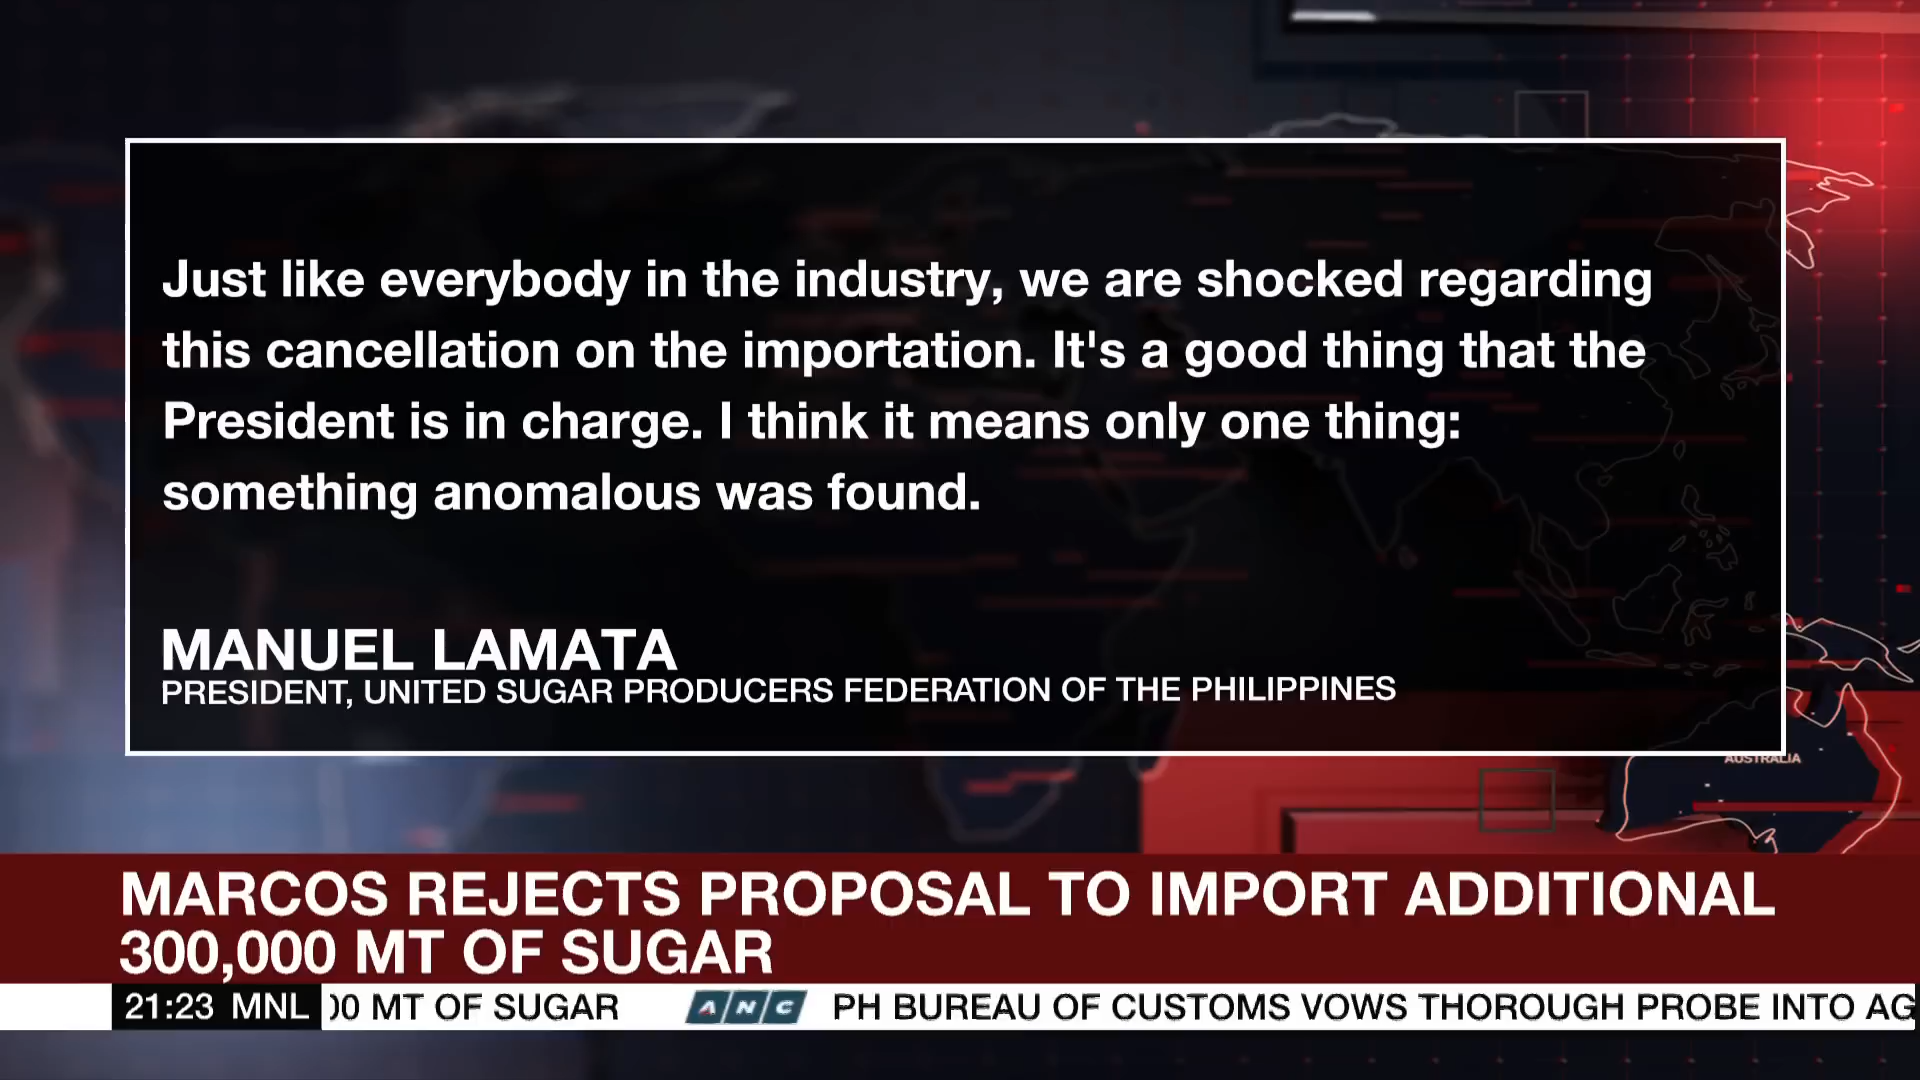 Just like everybody in the industry, we are shocked regarding
this cancellation on the importation. It's a good thing that the
President is in charge. I think it means only one thing:
something anomalous was found.
MANUEL LAMATA
PRESIDENT, UNITED SUGAR PRODUCERS FEDERATION OF THE PHILIPPINES
AUSTRALIA
MARCOS REJECTS PROPOSAL TO IMPORT ADDITIONAL
300,000 MT OF SUGAR
21:23 MNL 00 MT OF SUGAR ANC PH BUREAU OF CUSTOMS VOWS THOROUGH PROBE INTO AG